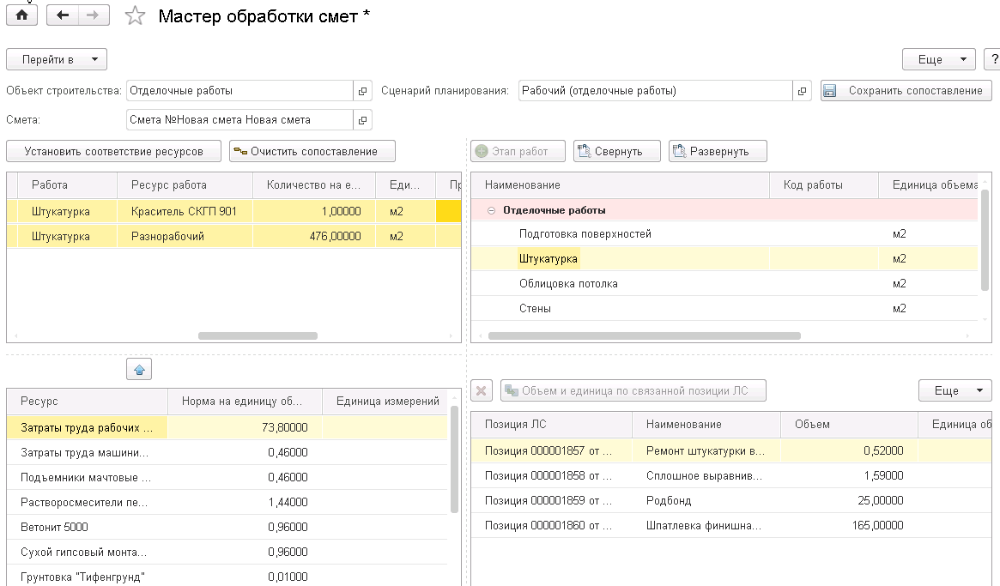 Мастер обработки смет *
Перейти в
Еще
?
Объект строительства: Отделочные работы
Сценарий планирования: Рабочий (отделочные работы)
Сохранить сопоставление
Смета: Смета №Новая смета Новая смета
Установить соответствие ресурсов
Очистить сопоставление
Этап работ
Свернуть
Развернуть
Работа Ресурс работа Количество на е... Еди... Пр
Штукатурка Краситель СКГП 901 1,00000 м2
Штукатурка Разнорабочий 476,00000 м2
Наименование Код работы Единица объема
Отделочные работы
Подготовка поверхностей м2
Штукатурка м2
Облицовка потолка м2
Стены м2
Ресурс Норма на единицу об... Единица измерений
Затраты труда рабочих ... 73,80000
Затраты труда машини... 0,46000
Подъемники мачтовые ... 0,46000
Растворосмесители пе... 1,44000
Ветонит 5000 0,96000
Сухой гипсовый монта... 0,96000
Грунтовка "Тифенгрунд" 0,01000
Объем и единица по связанной позиции ЛС
Еще
Позиция ЛС Наименование Объем Единица об
Позиция 000001857 от ... Ремонт штукатурки в... 0,52000
Позиция 000001858 от ... Сплошное выравнив... 1,59000
Позиция 000001859 от ... Родбонд 25,00000
Позиция 000001860 от ... Шпатлевка финишна... 165,00000